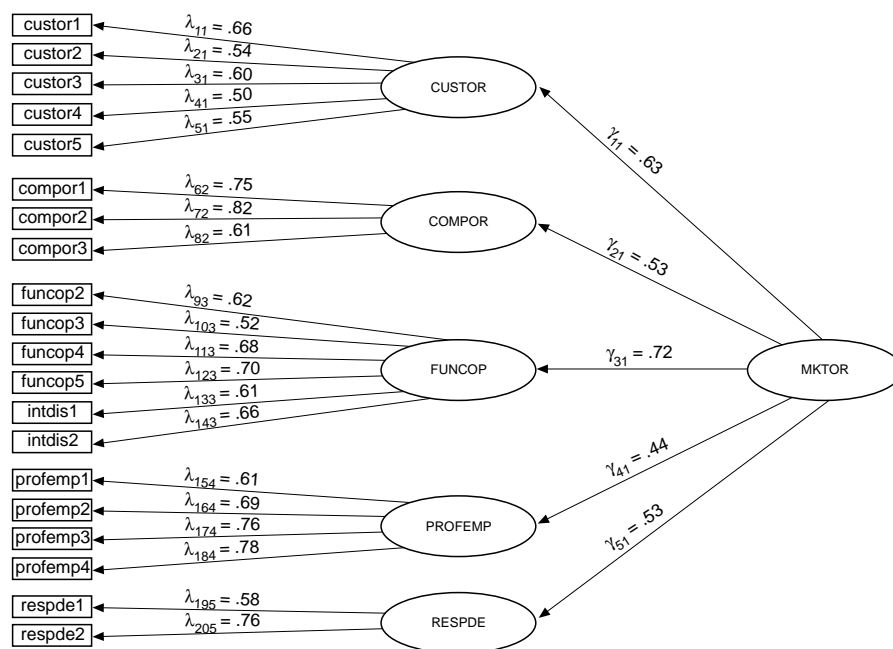 custor1
λ11 = .66
custor2
λ21 = .54
custor3
λ31 = .60
custor4
λ41 = .50
custor5
λ51 = .55
CUSTOR
γ11 = .63
compor1
λ62 = .75
compor2
λ72 = .82
compor3
λ82 = .61
COMPOR
γ21 = .53
funcop2
λ93 = .62
funcop3
λ103 = .52
funcop4
λ113 = .68
funcop5
λ123 = .70
intdis1
λ133 = .61
intdis2
λ143 = .66
FUNCOP
γ31 = .72
MKTOR
profemp1
λ154 = .61
profemp2
λ164 = .69
profemp3
λ174 = .76
profemp4
λ184 = .78
PROFEMP
γ41 = .44
respde1
λ195 = .58
respde2
λ205 = .76
RESPDE
γ51 = .53